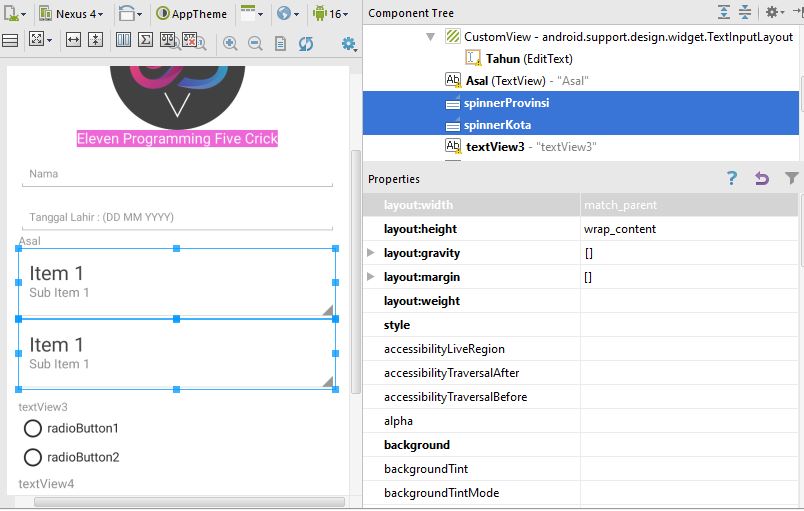 Nexus 4
AppTheme
16
Component Tree
CustomView - android.support.design.widget.TextInputLayout
Tahun (EditText)
Ab Asal (TextView) - "Asal"
spinnerProvinsi
spinnerKota
Ab textView3 - "textView3"
Eleven Programming Five Crick
Nama
Tanggal Lahir : (DD MM YYYY)
Asal
Item 1
Sub Item 1
Item 1
Sub Item 1
textView3
radioButton1
radioButton2
textView4
Properties
?
layout:width match_parent
layout:height wrap_content
layout:gravity []
layout:margin []
layout:weight
style
accessibilityLiveRegion
accessibilityTraversalAfter
accessibilityTraversalBefore
alpha
background
backgroundTint
backgroundTintMode